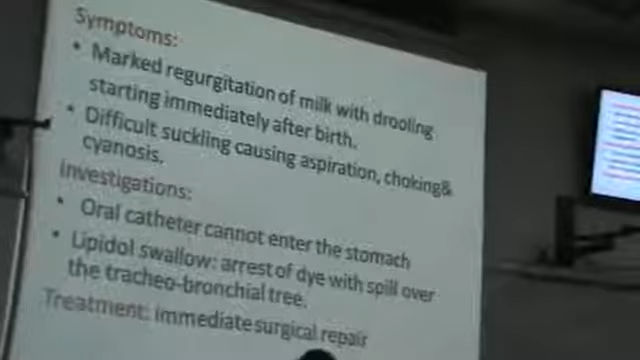 Symptoms:
• Marked regurgitation of milk with drooling
starting immediately after birth.
• Difficult suckling causing aspiration, choking&
cyanosis.
Investigations:
• Oral catheter cannot enter the stomach
• Lipidol swallow: arrest of dye with spill over
the tracheo-bronchial tree.
Treatment: immediate surgical repair